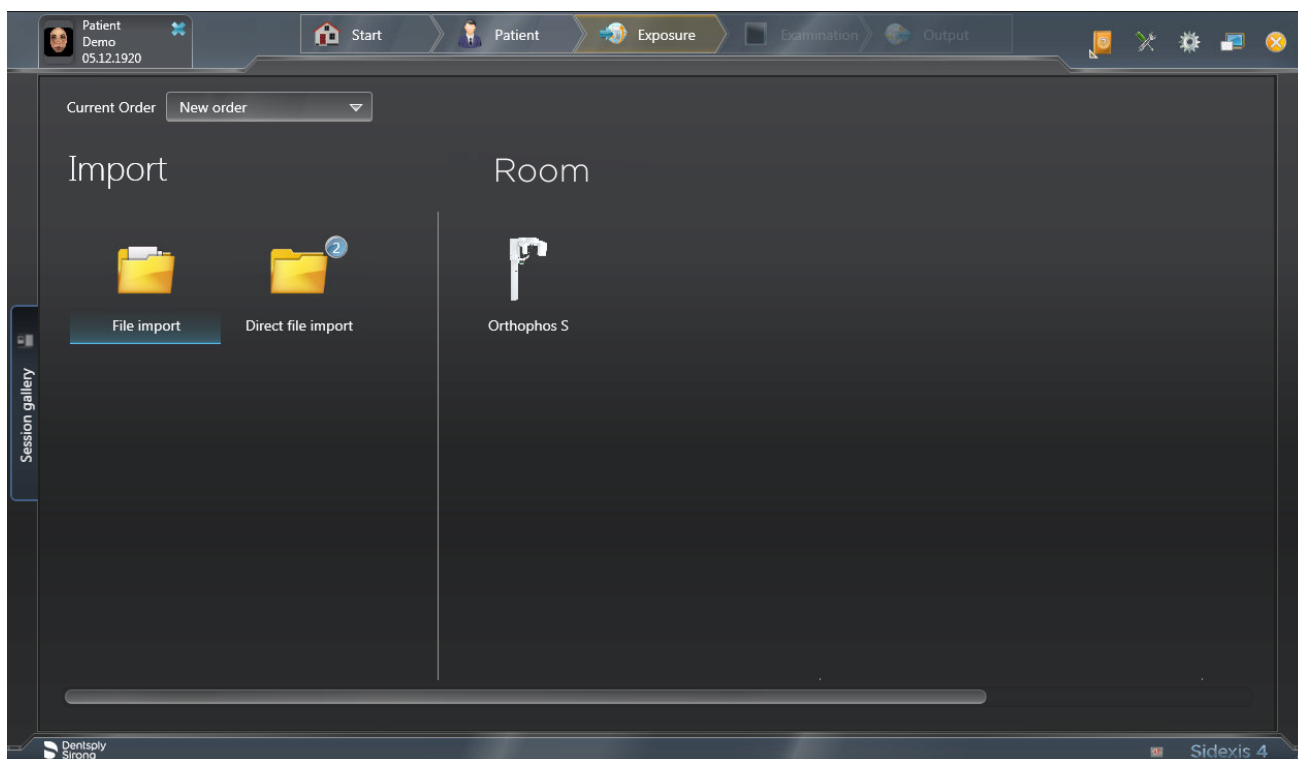 Patient
Demo
05.12.1920
Start
Patient
Exposure
Examination
Output
Current Order
New order
Import
Room
2
File import
Direct file import
Orthophos S
Session gallery
Dentsply
Sirona
Sidexis 4